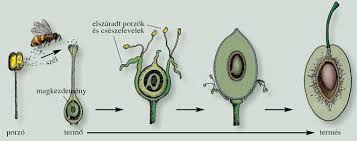 elszáradt porzók
és csészelevelek
szél
magkezdemény
porzó
termő
termés